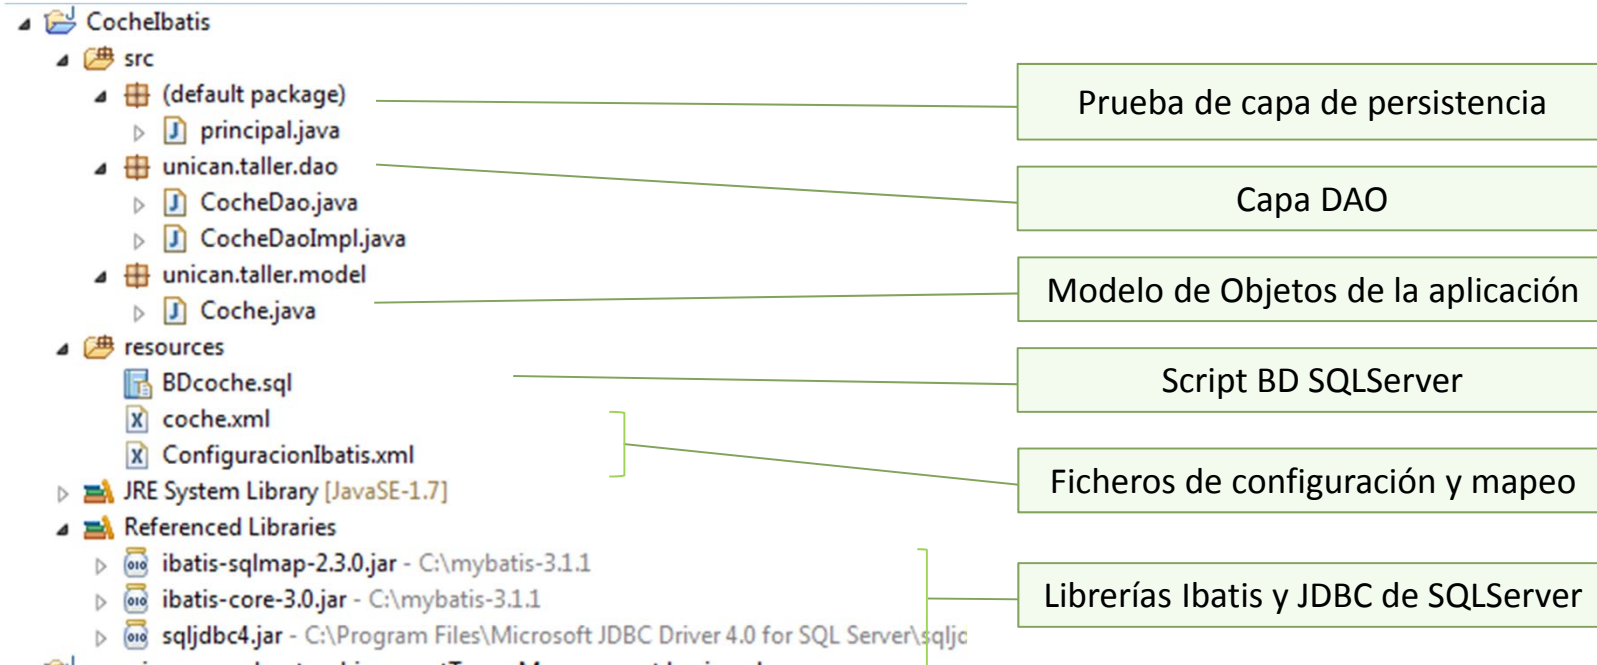 CocheIbatis
src
(default package)
principal.java
unican.taller.dao
CocheDao.java
CocheDaoImpl.java
unican.taller.model
Coche.java
resources
BDcoche.sql
coche.xml
ConfiguracionIbatis.xml
JRE System Library [JavaSE-1.7]
Referenced Libraries
ibatis-sqlmap-2.3.0.jar - C:\mybatis-3.1.1
ibatis-core-3.0.jar - C:\mybatis-3.1.1
sqljdbc4.jar - C:\Program Files\Microsoft JDBC Driver 4.0 for SQL Server\sqljd
Prueba de capa de persistencia
Capa DAO
Modelo de Objetos de la aplicación
Script BD SQLServer
Ficheros de configuración y mapeo
Librerías Ibatis y JDBC de SQLServer